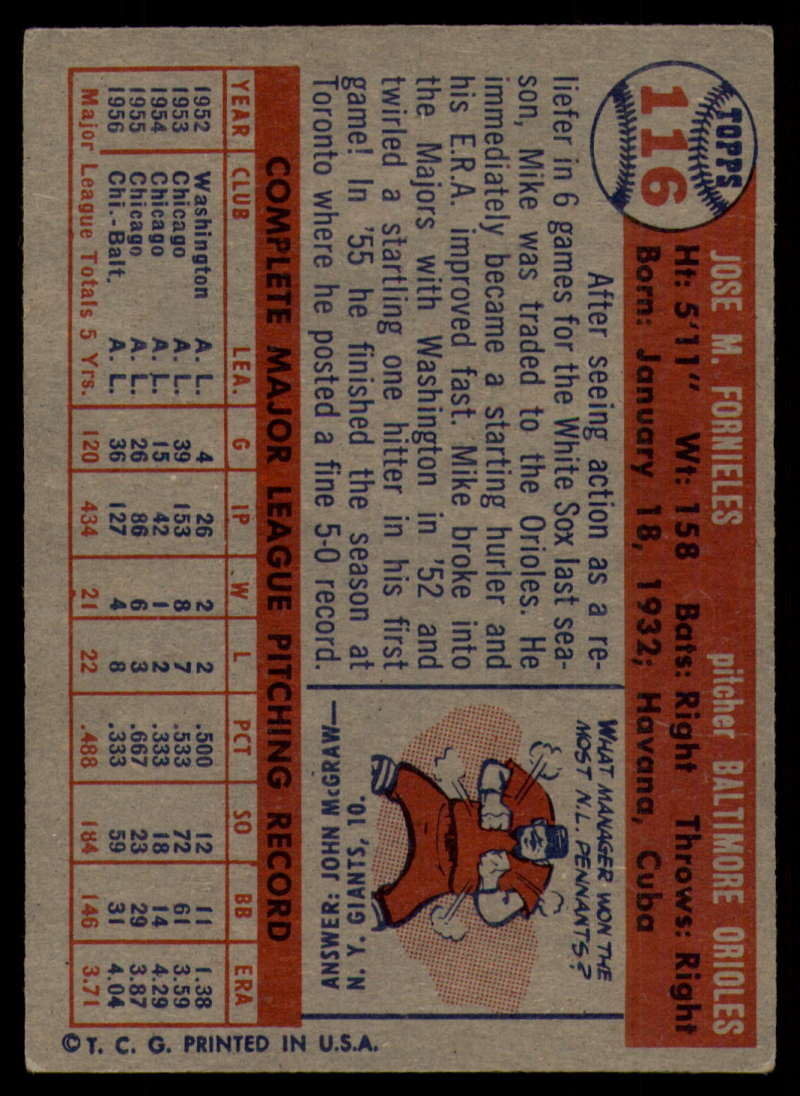 TOPPS
116
JOSE M. FORNIELES pitcher BALTIMORE ORIOLES
Ht: 5'11" Wt: 158 Bats: Right Throws: Right
Born: January 18, 1932; Havana, Cuba
After seeing action as a re-
liefer in 6 games for the White Sox last sea-
son, Mike was traded to the Orioles. He
immediately became a starting hurler and
his E.R.A. improved fast. Mike broke into
the Majors with Washington in '52 and
twirled a startling one hitter in his first
game! In '55 he finished the season at
Toronto where he posted a fine 5-0 record.
WHAT MANAGER WON THE
MOST N.L. PENNANTS?
ANSWER: JOHN McGRAW—
N. Y. GIANTS, 10.
COMPLETE MAJOR LEAGUE PITCHING RECORD
YEAR CLUB LEA. G IP W L PCT SO BB ERA
1952 Washington A. L. 4 26 2 2 .500 12 11 1.38
1953 Chicago A. L. 39 153 8 7 .533 72 61 3.59
1954 Chicago A. L. 15 42 1 2 .333 18 14 4.29
1955 Chicago A. L. 26 86 6 3 .667 23 29 3.87
1956 Chi.-Balt. A. L. 36 127 4 8 .333 59 31 4.04
Major League Totals 5 Yrs. 120 434 21 22 .488 184 146 3.71
© T. C. G. PRINTED IN U.S.A.